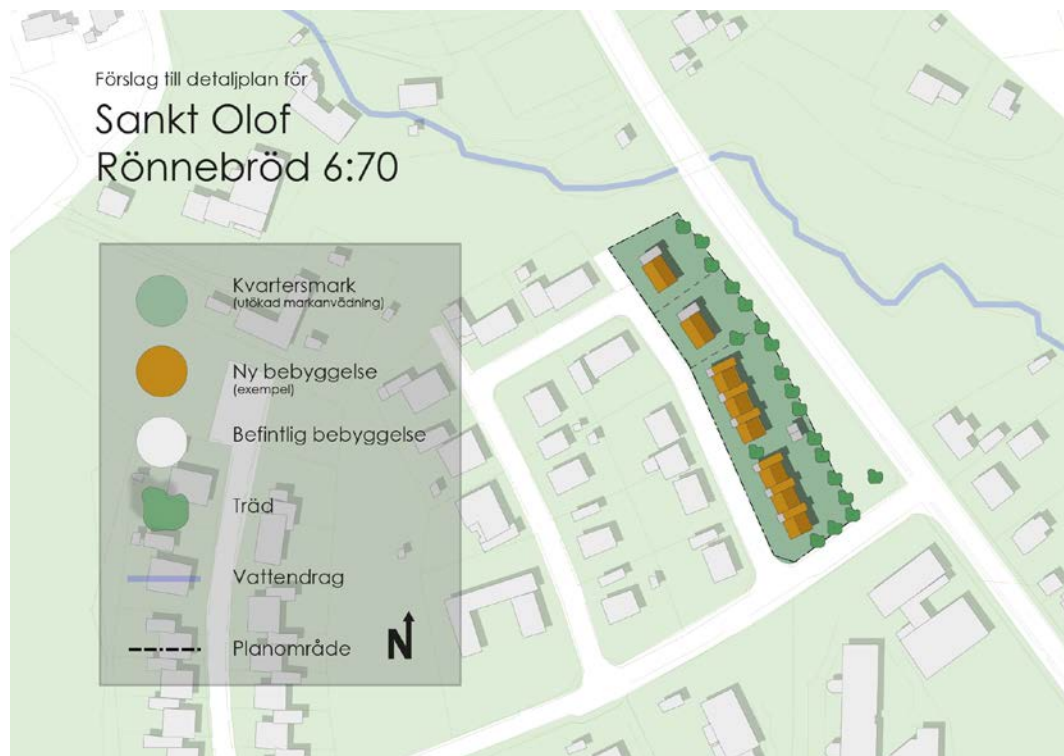 Förslag till detaljplan för
Sankt Olof
Rönnebröd 6:70
Kvartersmark
(utökad markanvädning)
Ny bebyggelse
(exempel)
Befintlig bebyggelse
Träd
Vattendrag
Planområde
N